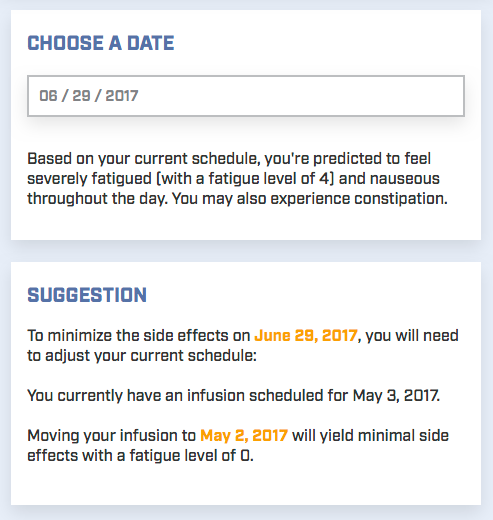 CHOOSE A DATE
06 / 29 / 2017
Based on your current schedule, you're predicted to feel
severely fatigued (with a fatigue level of 4) and nauseous
throughout the day. You may also experience constipation.
SUGGESTION
To minimize the side effects on June 29, 2017, you will need
to adjust your current schedule:
You currently have an infusion scheduled for May 3, 2017.
Moving your infusion to May 2, 2017 will yield minimal side
effects with a fatigue level of 0.